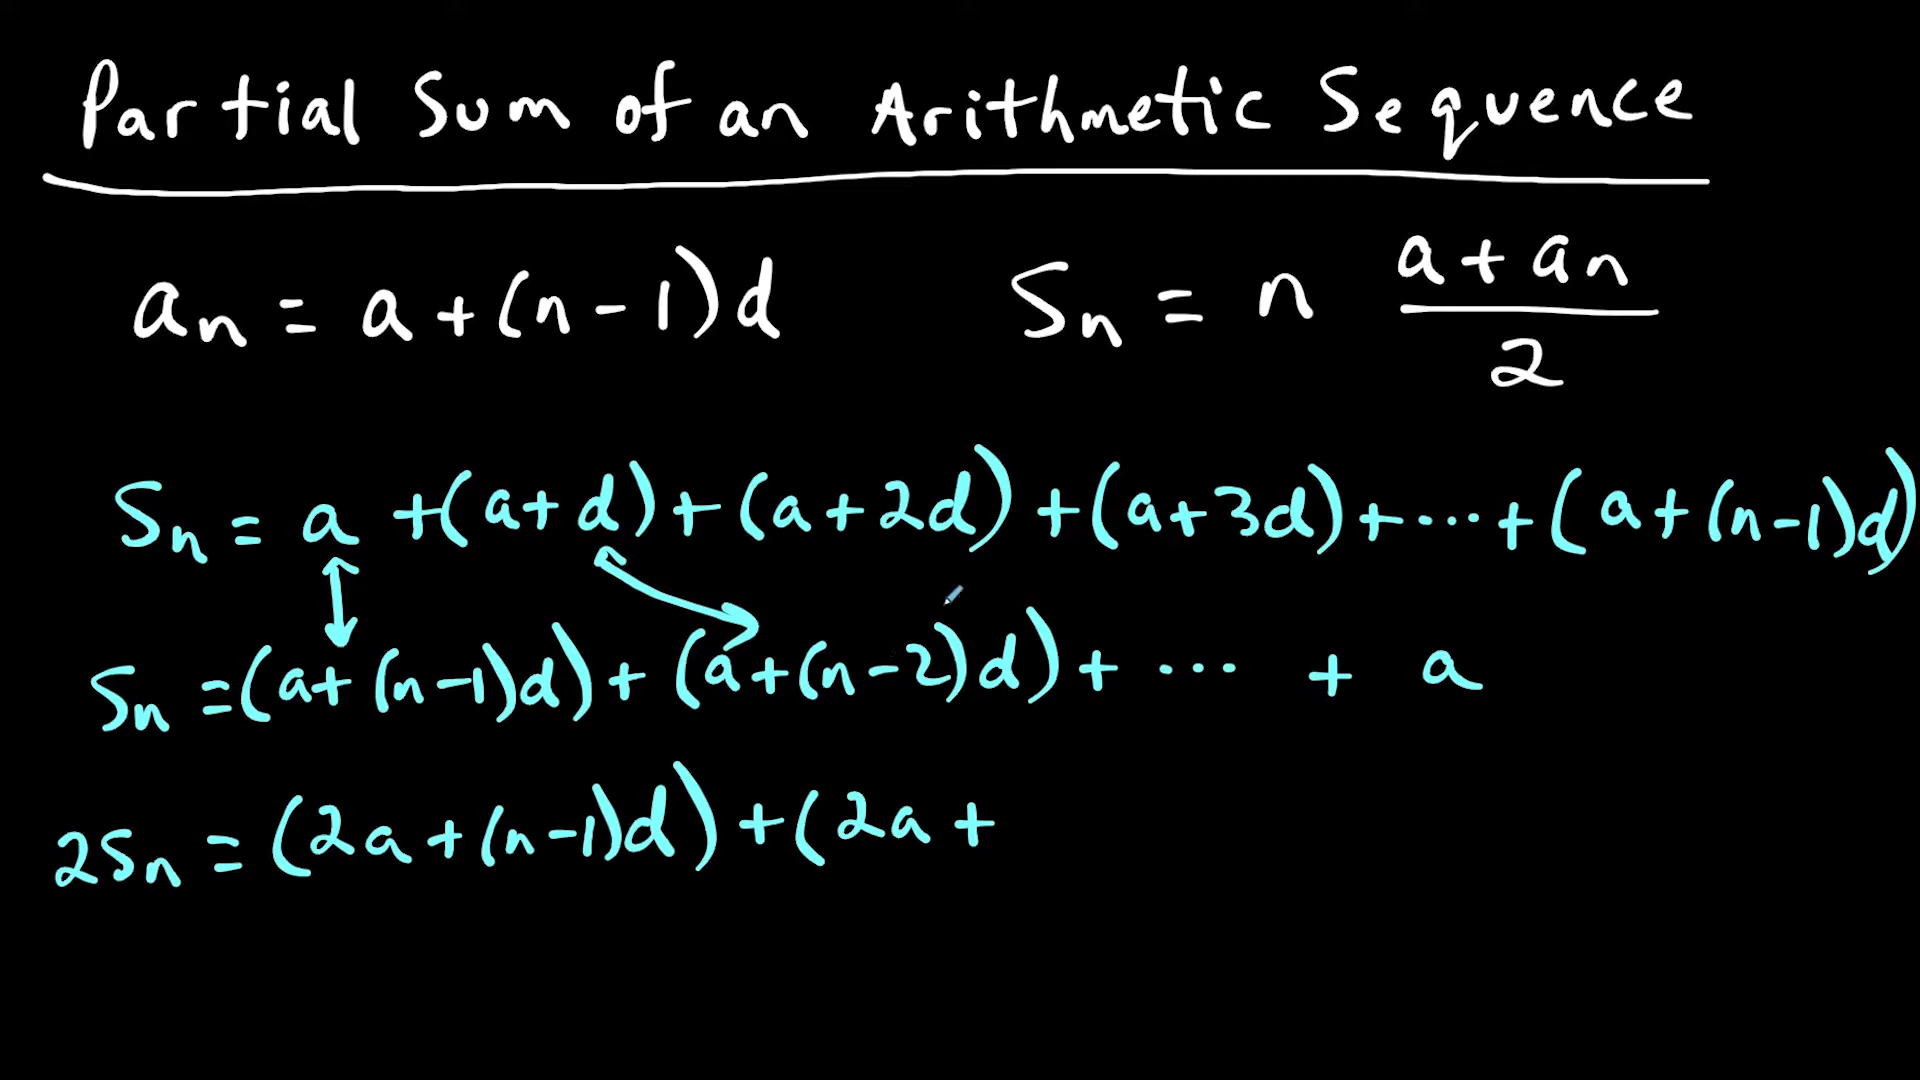 Partial Sum of an Arithmetic Sequence
aₙ = a + (n - 1)d Sₙ = n (a + aₙ)/2
Sₙ = a + (a + d) + (a + 2d) + (a + 3d) + ··· + (a + (n - 1)d)
Sₙ = (a + (n - 1)d) + (a + (n - 2)d) + ··· + a
2Sₙ = (2a + (n - 1)d) + (2a +